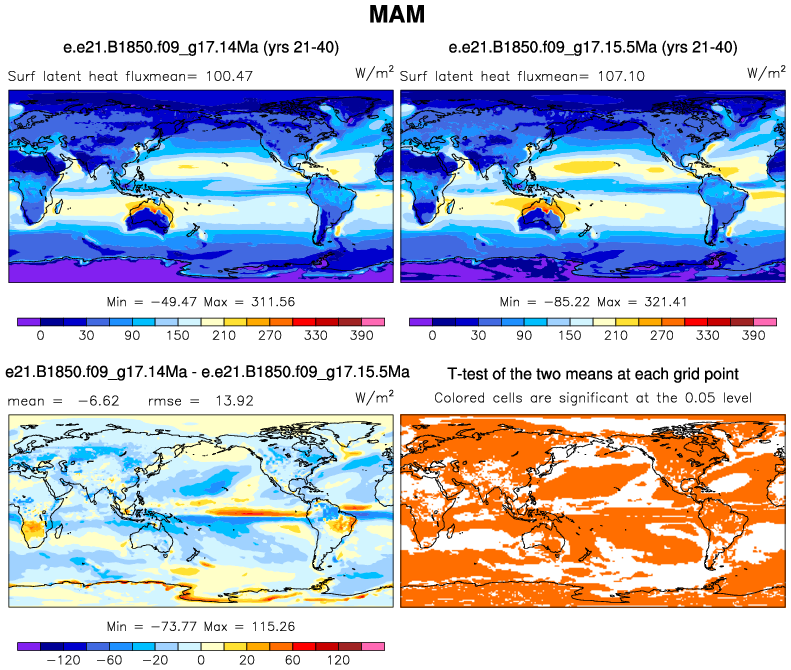 MAM
e.e21.B1850.f09_g17.14Ma (yrs 21-40)
e.e21.B1850.f09_g17.15.5Ma (yrs 21-40)
Surf latent heat fluxmean= 100.47 W/m²
Surf latent heat fluxmean= 107.10 W/m²
Min = −49.47 Max = 311.56
Min = −85.22 Max = 321.41
0 30 90 150 210 270 330 390
0 30 90 150 210 270 330 390
e21.B1850.f09_g17.14Ma - e.e21.B1850.f09_g17.15.5Ma
T-test of the two means at each grid point
mean = −6.62 rmse = 13.92 W/m²
Colored cells are significant at the 0.05 level
Min = −73.77 Max = 115.26
−120 −60 −20 0 20 60 120